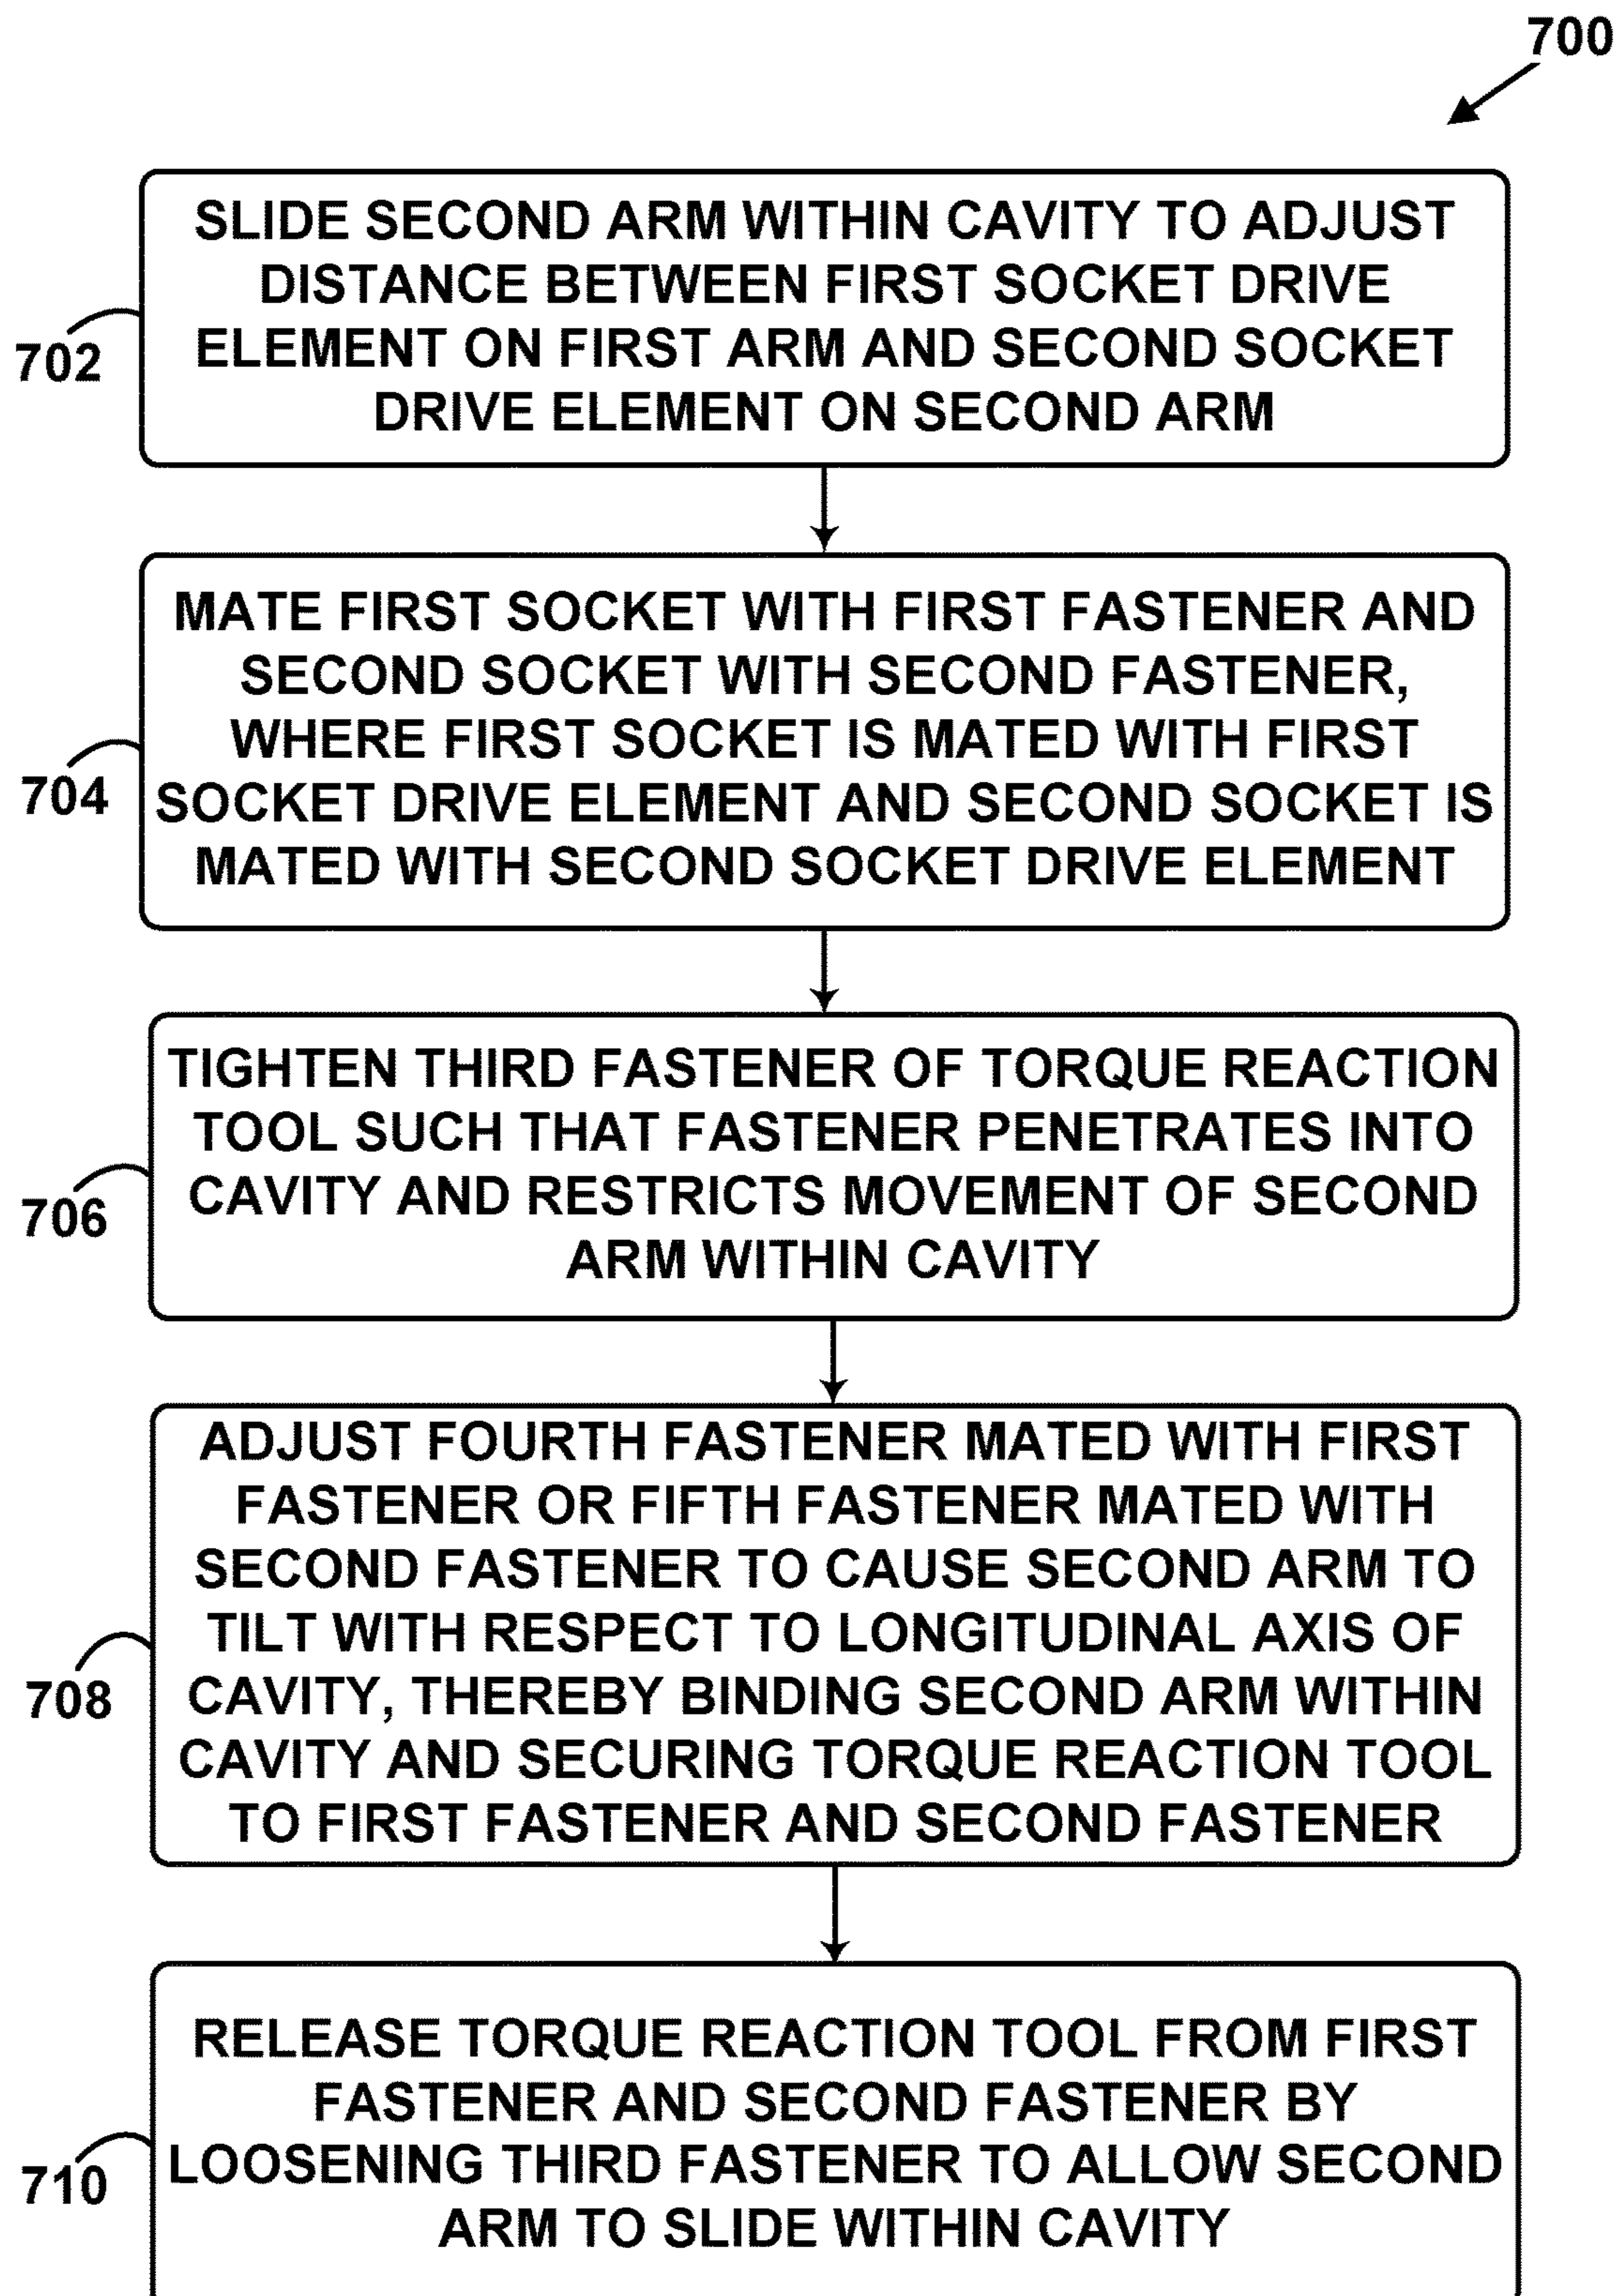 700
SLIDE SECOND ARM WITHIN CAVITY TO ADJUST
DISTANCE BETWEEN FIRST SOCKET DRIVE
ELEMENT ON FIRST ARM AND SECOND SOCKET
DRIVE ELEMENT ON SECOND ARM
702
MATE FIRST SOCKET WITH FIRST FASTENER AND
SECOND SOCKET WITH SECOND FASTENER,
WHERE FIRST SOCKET IS MATED WITH FIRST
SOCKET DRIVE ELEMENT AND SECOND SOCKET IS
MATED WITH SECOND SOCKET DRIVE ELEMENT
704
TIGHTEN THIRD FASTENER OF TORQUE REACTION
TOOL SUCH THAT FASTENER PENETRATES INTO
CAVITY AND RESTRICTS MOVEMENT OF SECOND
ARM WITHIN CAVITY
706
ADJUST FOURTH FASTENER MATED WITH FIRST
FASTENER OR FIFTH FASTENER MATED WITH
SECOND FASTENER TO CAUSE SECOND ARM TO
TILT WITH RESPECT TO LONGITUDINAL AXIS OF
CAVITY, THEREBY BINDING SECOND ARM WITHIN
CAVITY AND SECURING TORQUE REACTION TOOL
TO FIRST FASTENER AND SECOND FASTENER
708
RELEASE TORQUE REACTION TOOL FROM FIRST
FASTENER AND SECOND FASTENER BY
LOOSENING THIRD FASTENER TO ALLOW SECOND
ARM TO SLIDE WITHIN CAVITY
710